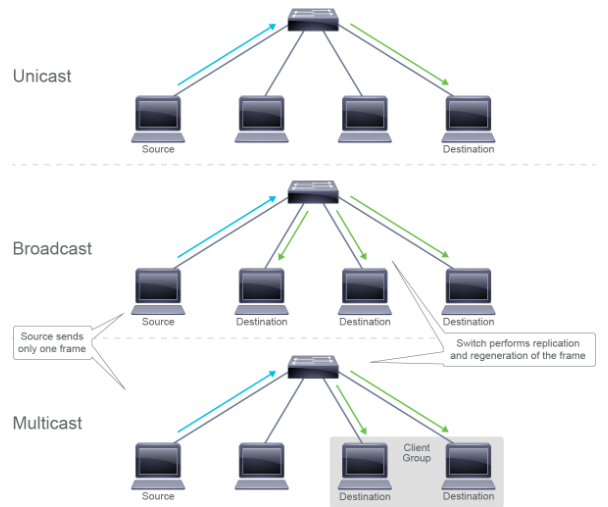 Unicast
Source
Destination
Broadcast
Source
Destination
Destination
Destination
Source sends
only one frame
Switch performs replication
and regeneration of the frame
Multicast
Client
Group
Source
Destination
Destination